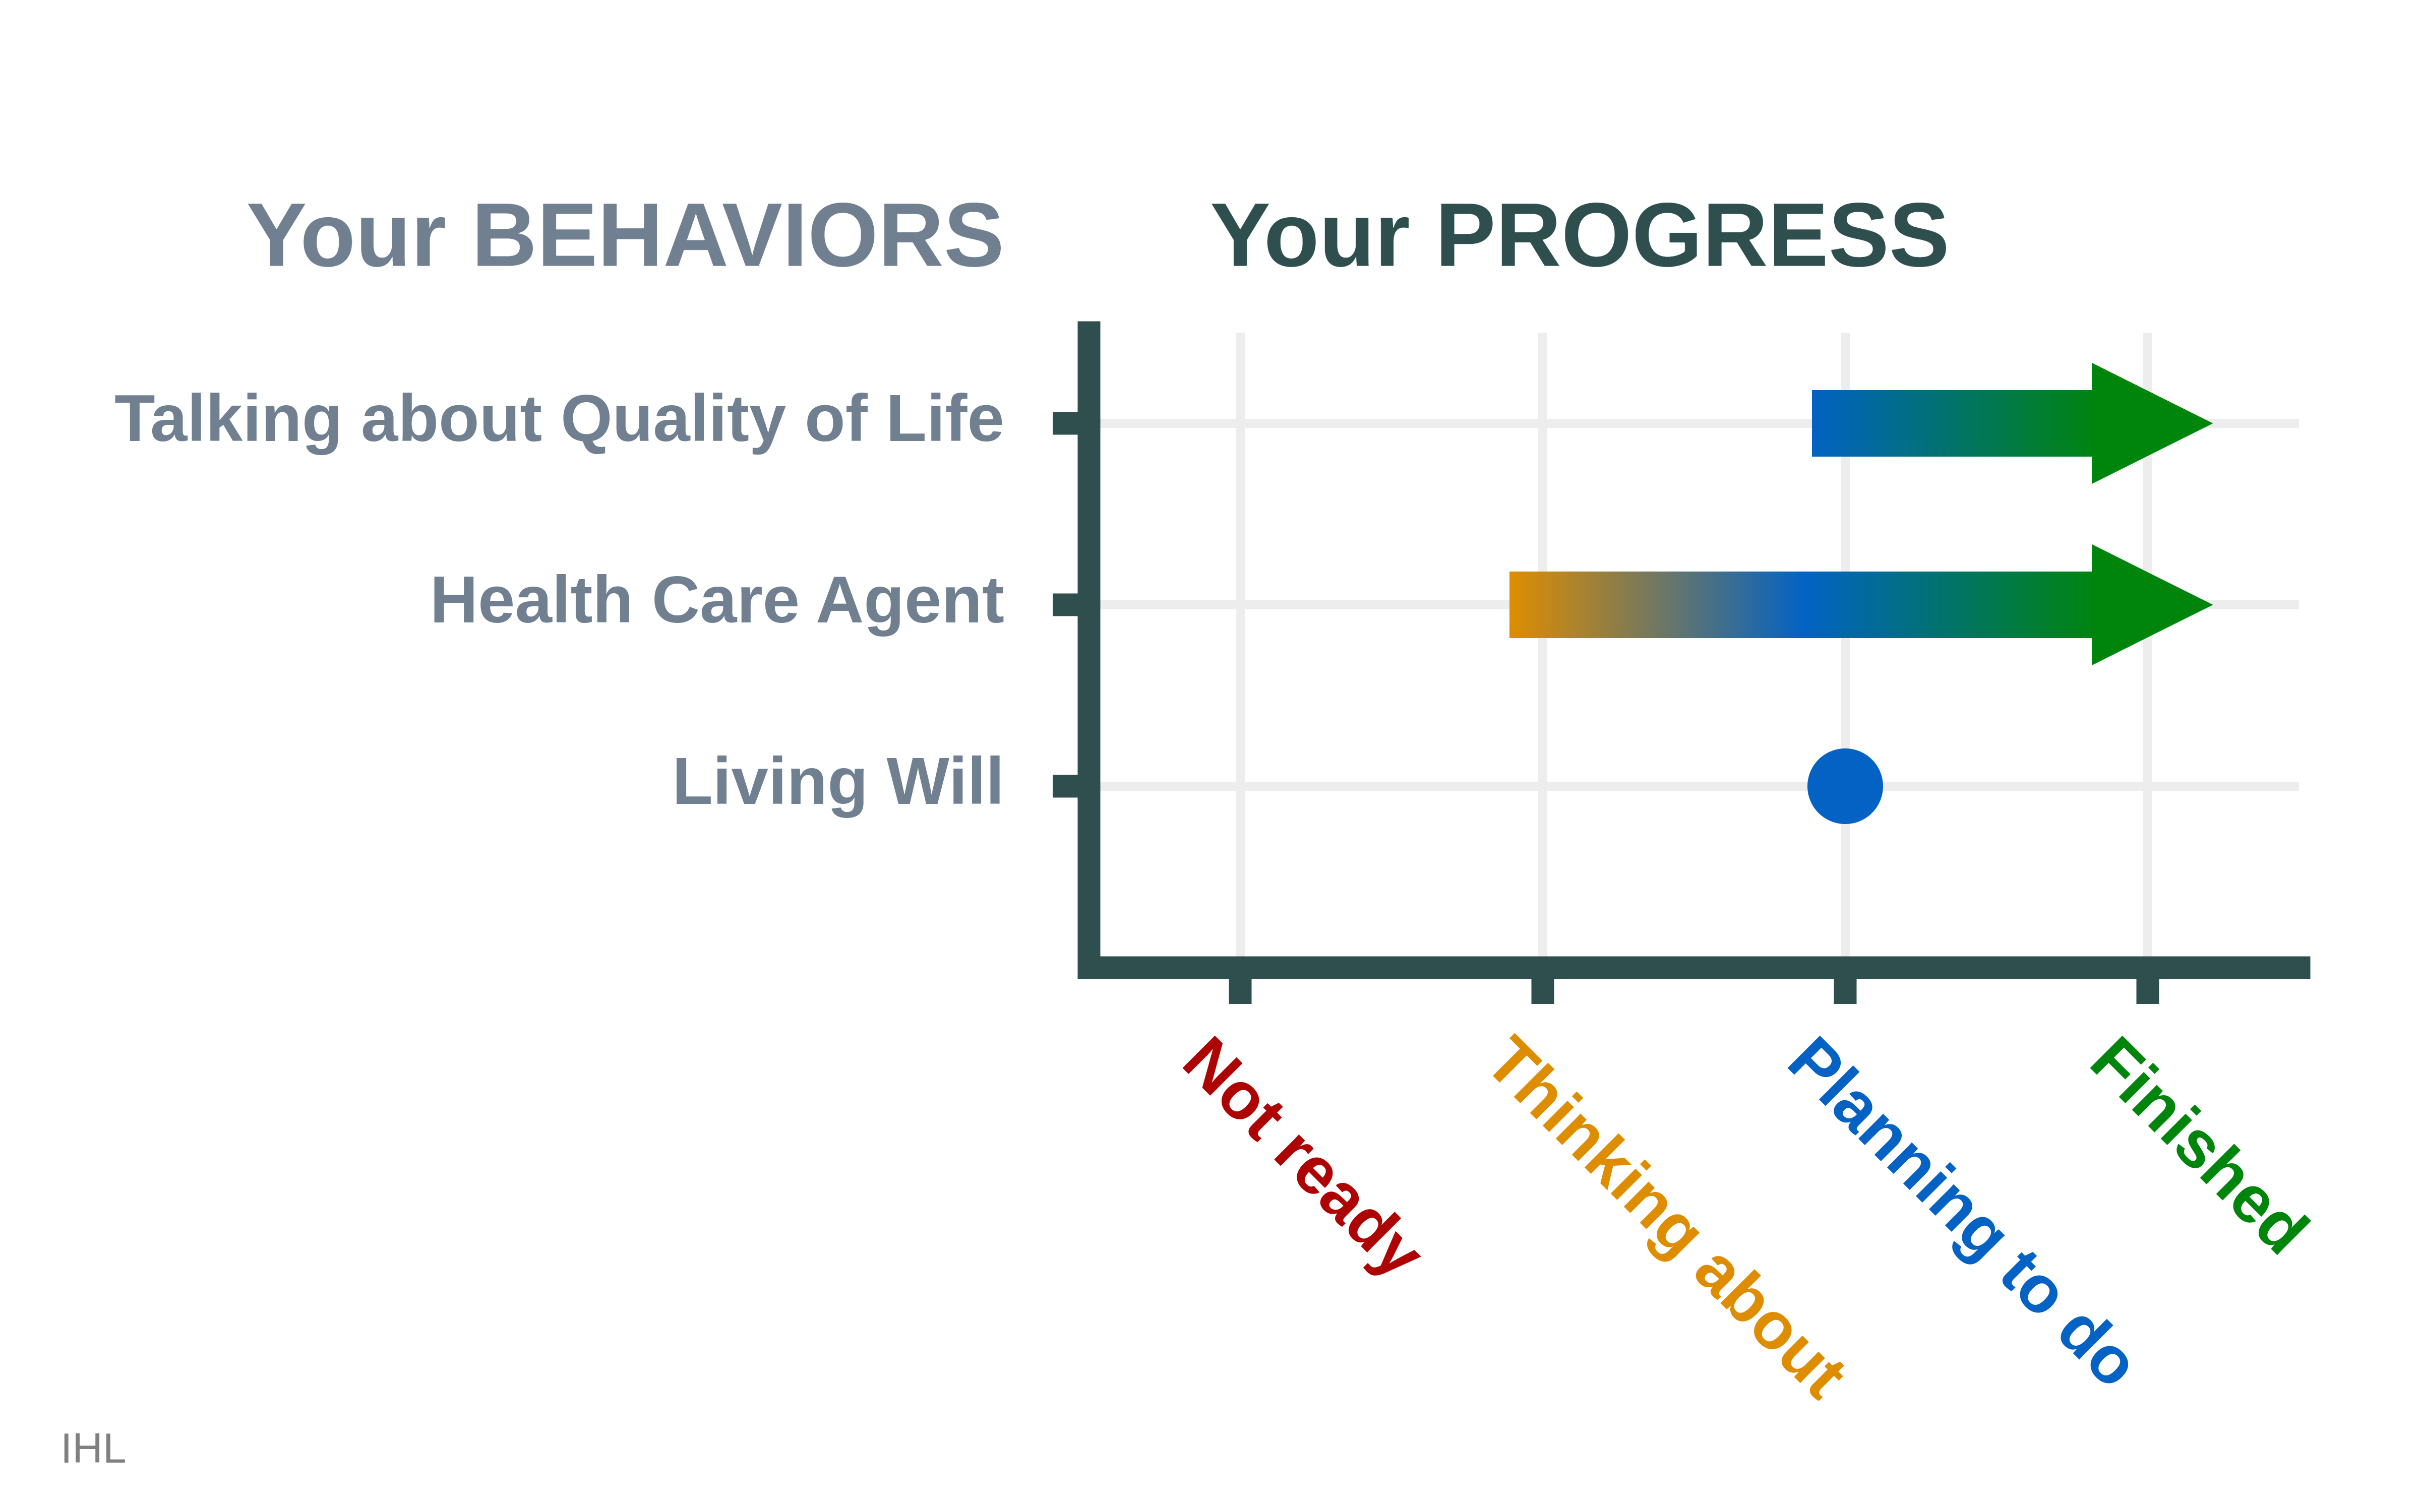 Your BEHAVIORS
Your PROGRESS
Talking about Quality of Life
Health Care Agent
Living Will
Not ready
Thinking about
Planning to do
Finished
IHL